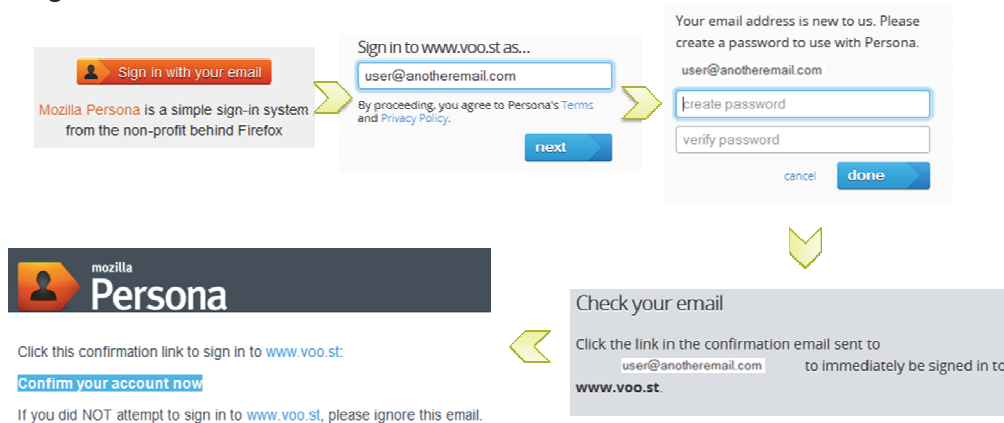 Sign in with your email
Mozilla Persona is a simple sign-in system
from the non-profit behind Firefox
Sign in to www.voo.st as...
user@anotheremail.com
By proceeding, you agree to Persona's Terms
and Privacy Policy.
next
Your email address is new to us. Please
create a password to use with Persona.
user@anotheremail.com
create password
verify password
cancel done
Check your email
Click the link in the confirmation email sent to
user@anotheremail.com to immediately be signed in to
www.voo.st.
mozilla
Persona
Click this confirmation link to sign in to www.voo.st:
Confirm your account now
If you did NOT attempt to sign in to www.voo.st, please ignore this email.